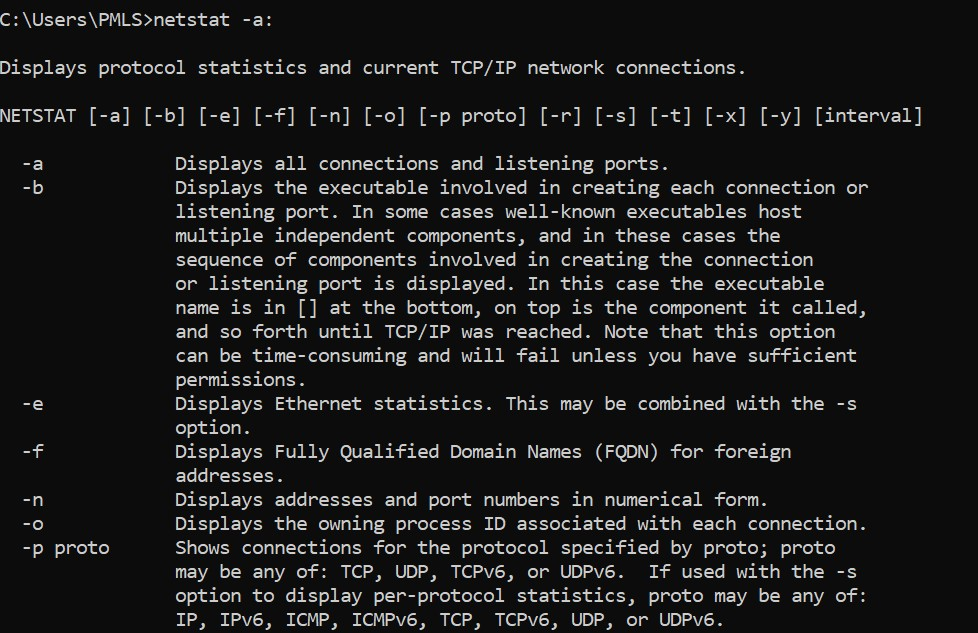 C:\Users\PMLS>netstat -a:
Displays protocol statistics and current TCP/IP network connections.
NETSTAT [-a] [-b] [-e] [-f] [-n] [-o] [-p proto] [-r] [-s] [-t] [-x] [-y] [interval]
-a Displays all connections and listening ports.
-b Displays the executable involved in creating each connection or
listening port. In some cases well-known executables host
multiple independent components, and in these cases the
sequence of components involved in creating the connection
or listening port is displayed. In this case the executable
name is in [] at the bottom, on top is the component it called,
and so forth until TCP/IP was reached. Note that this option
can be time-consuming and will fail unless you have sufficient
permissions.
-e Displays Ethernet statistics. This may be combined with the -s
option.
-f Displays Fully Qualified Domain Names (FQDN) for foreign
addresses.
-n Displays addresses and port numbers in numerical form.
-o Displays the owning process ID associated with each connection.
-p proto Shows connections for the protocol specified by proto; proto
may be any of: TCP, UDP, TCPv6, or UDPv6.  If used with the -s
option to display per-protocol statistics, proto may be any of:
IP, IPv6, ICMP, ICMPv6, TCP, TCPv6, UDP, or UDPv6.